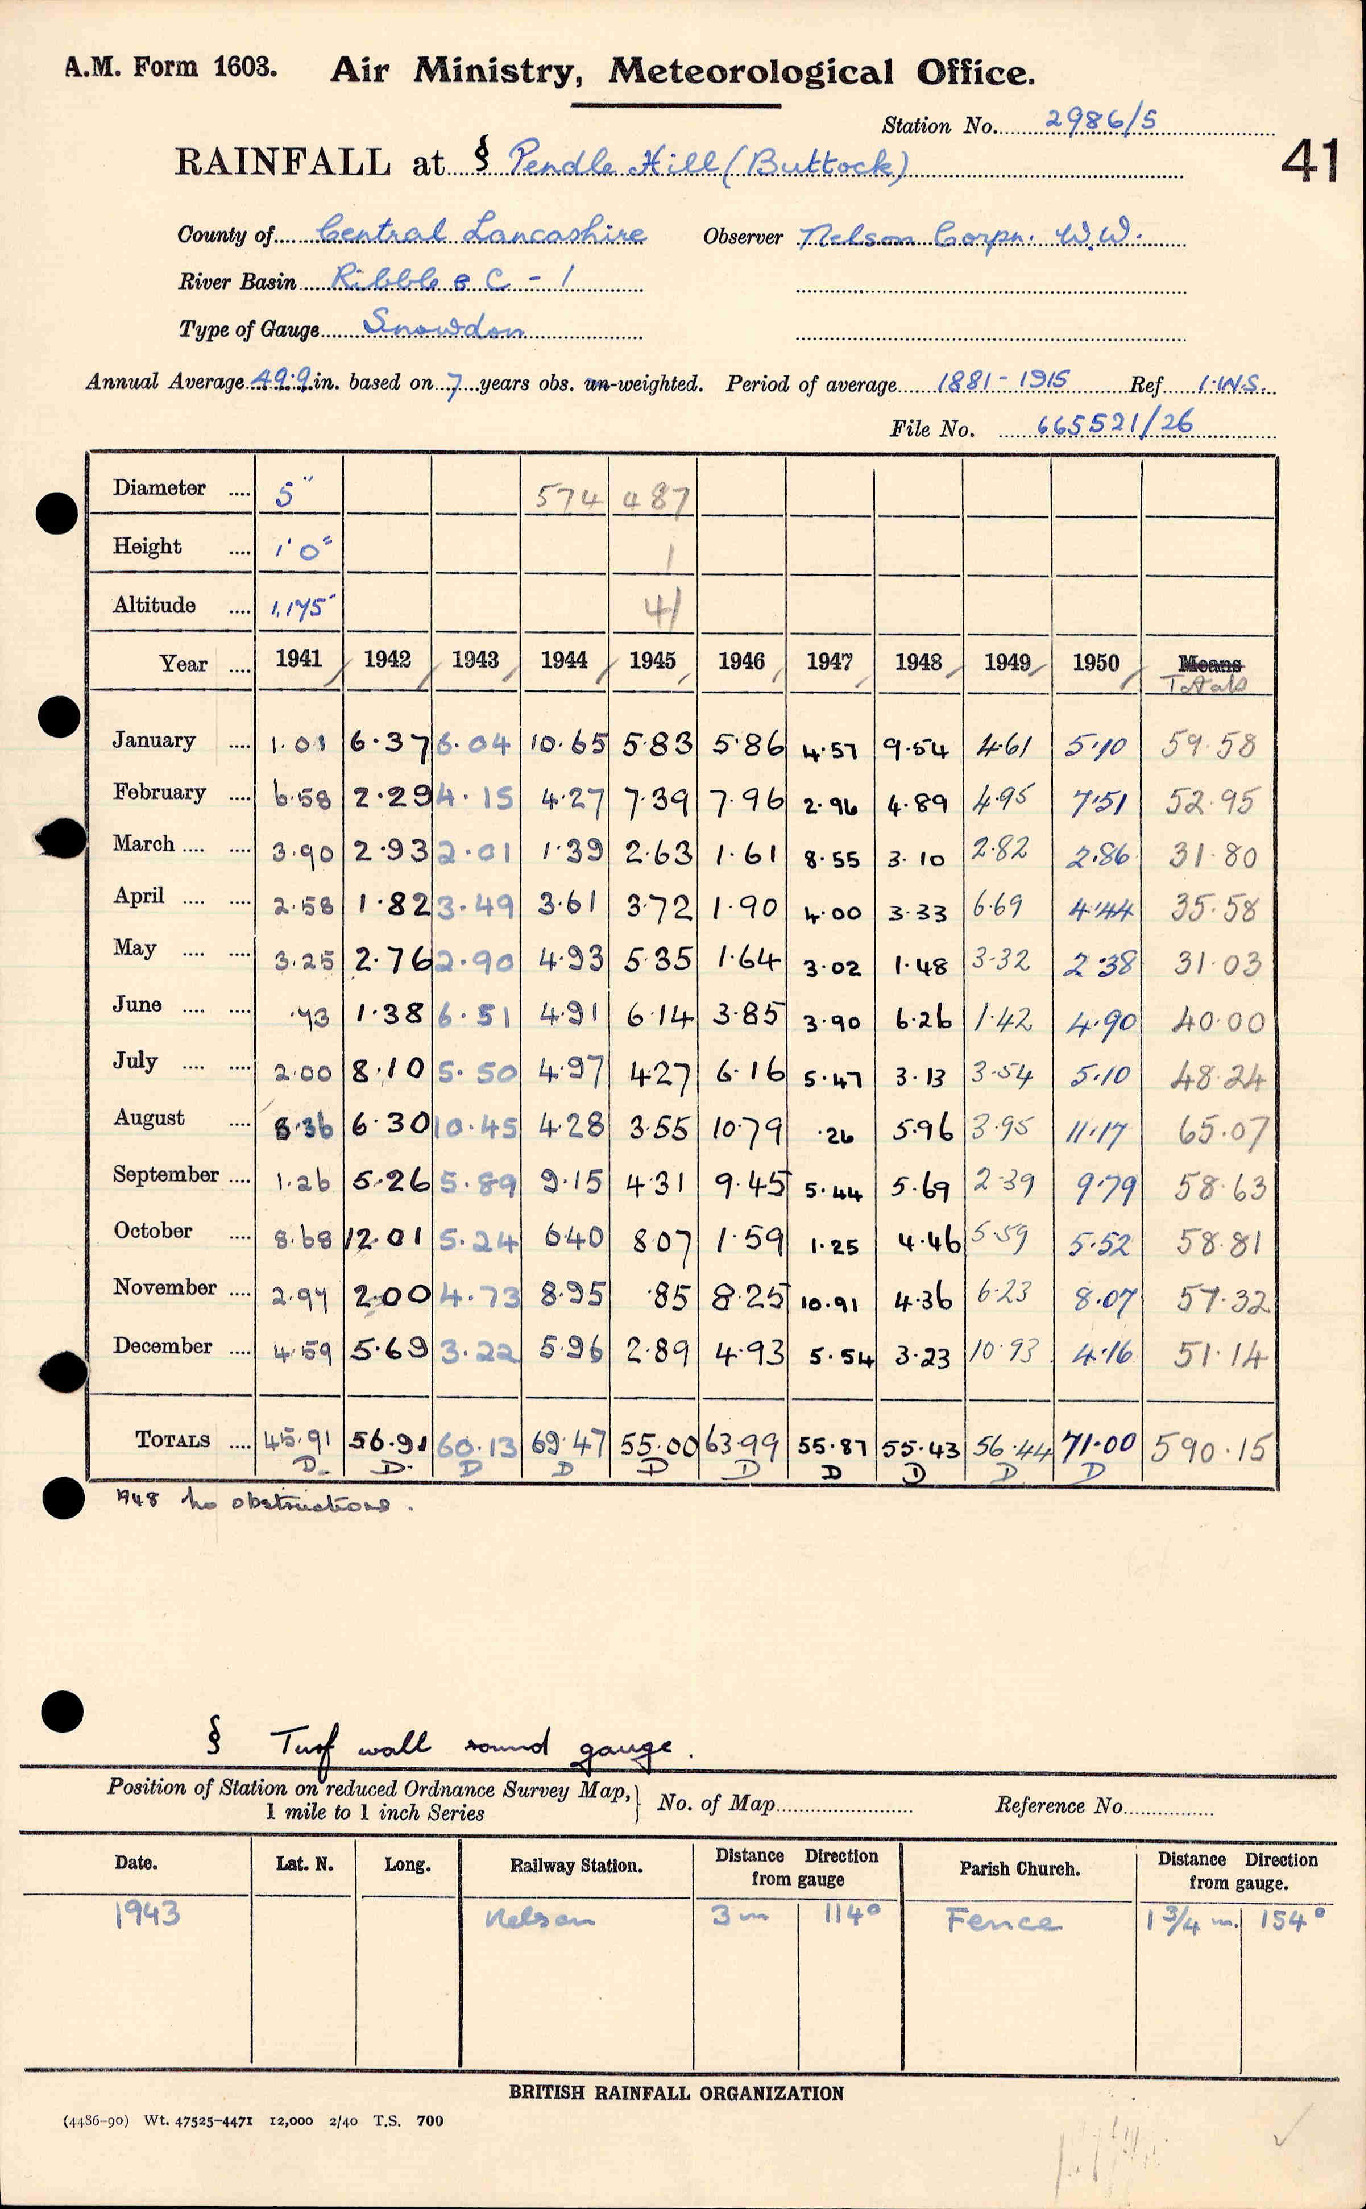 A.M. Form 1603. Air Ministry, Meteorological Office.
Station No. 2986/5
41
RAINFALL at § Pendle Hill (Buttock)
County of Central Lancashire Observer Nelson Corpn. W.W.
River Basin Ribble B C - 1
Type of Gauge Snowdon
Annual Average 49.9 in. based on 7 years obs. un-weighted. Period of average 1881 - 1915 Ref I.W.S.
File No. 665521/26
Diameter .... 5" 574 487
Height .... 1'0" 1
Altitude .... 1,175' 41
Year .... 1941 1942 1943 1944 1945 1946 1947 1948 1949 1950 Means
Totals
January .... 1.01 6.37 6.04 10.65 5.83 5.86 4.57 9.54 4.61 5.10 59.58
February .... 6.58 2.29 4.15 4.27 7.39 7.96 2.96 4.89 4.95 7.51 52.95
March .... .... 3.90 2.93 2.01 1.39 2.63 1.61 8.55 3.10 2.82 2.86 31.80
April .... .... 2.58 1.82 3.49 3.61 3.72 1.90 4.00 3.33 6.69 4.44 35.58
May .... .... 3.25 2.76 2.90 4.93 5.35 1.64 3.02 1.48 3.32 2.38 31.03
June .... .... .73 1.38 6.51 4.91 6.14 3.85 3.90 6.26 1.42 4.90 40.00
July .... .... 2.00 8.10 5.50 4.97 4.27 6.16 5.47 3.13 3.54 5.10 48.24
August .... 8.36 6.30 10.45 4.28 3.55 10.79 .26 5.96 3.95 11.17 65.07
September .... 1.26 5.26 5.89 9.15 4.31 9.45 5.44 5.69 2.39 9.79 58.63
October .... 8.68 12.01 5.24 6.40 8.07 1.59 1.25 4.46 5.59 5.52 58.81
November .... 2.97 2.00 4.73 8.95 .85 8.25 10.91 4.36 6.23 8.07 57.32
December .... 4.59 5.69 3.22 5.96 2.89 4.93 5.54 3.23 10.93 4.16 51.14
TOTALS .... 45.91 56.91 60.13 69.47 55.00 63.99 55.87 55.43 56.44 71.00 590.15
D. D. D D D D D D D. D
1948 no obstructions.
§ Turf wall round gauge.
Position of Station on reduced Ordnance Survey Map, 1 mile to 1 inch Series } No. of Map Reference No.
Date. Lat. N. Long. Railway Station. Distance Direction from gauge Parish Church. Distance Direction from gauge.
1943 Nelson 3 m 114° Fence 1 3/4 m. 154°
BRITISH RAINFALL ORGANIZATION
(4486-90) Wt. 47525-4471 12,000 2/40 T.S. 700